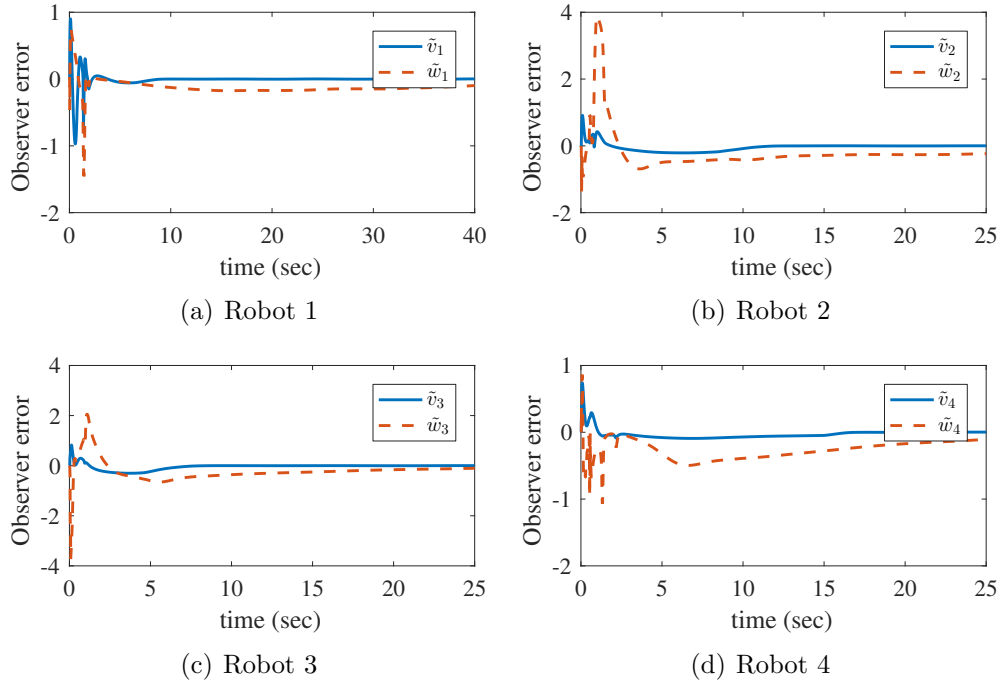 1
0
-1
-2
Observer error
ṽ₁
w̃₁
0 10 20 30 40
time (sec)
(a) Robot 1
4
2
0
-2
Observer error
ṽ₂
w̃₂
0 5 10 15 20 25
time (sec)
(b) Robot 2
4
2
0
-2
-4
Observer error
ṽ₃
w̃₃
0 5 10 15 20 25
time (sec)
(c) Robot 3
1
0
-1
-2
Observer error
ṽ₄
w̃₄
0 5 10 15 20 25
time (sec)
(d) Robot 4